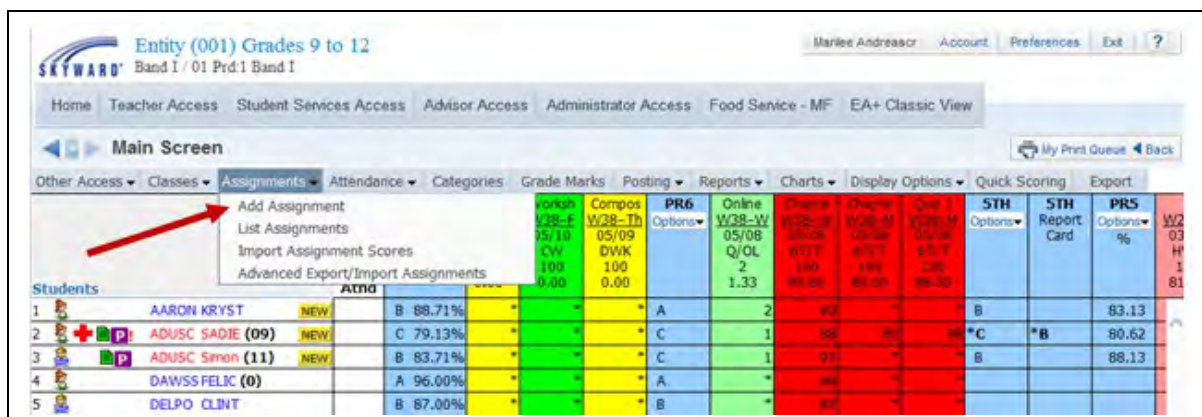 SKYWARD
Entity (001) Grades 9 to 12
Band I / 01 Prd:1 Band I
Account Preferences Exit ?
Home Teacher Access Student Services Access Advisor Access Administrator Access Food Service - MF EA+ Classic View
Main Screen
My Print Queue Back
Other Access Classes Assignments Attendance Categories Grade Marks Posting Reports Charts Display Options Quick Scoring Export
Add Assignment
List Assignments
Import Assignment Scores
Advanced Export/Import Assignments
Students
Atnd
worksh
W38-F
05/10
CW
100
0.00
Compos
W38-Th
05/09
DWK
100
0.00
PR6
Options
Online
W38-W
05/08
Q/OL
2
1.33
5TH
Options
5TH
Report
Card
PR5
Options
%
1 AARON KRYST NEW B 88.71% * * * A 2 B 83.13
2 P ADUSC SADIE (09) NEW C 79.13% * * * C 1 *C *B 80.62
3 P ADUSC Simon (11) NEW B 83.71% * * * C 1 B 88.13
4 DAWSS FELIC (0) A 96.00% * * * A *
5 DELPO CLINT B 87.00% * * * B *